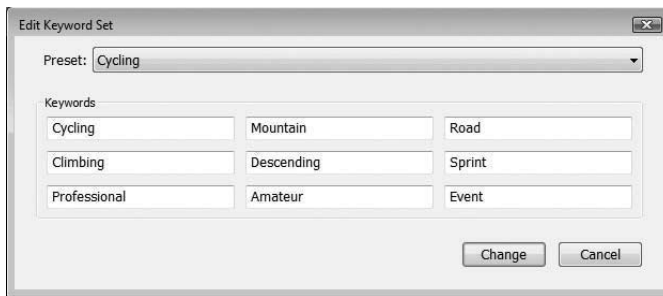 Edit Keyword Set
Preset: Cycling
Keywords
Cycling Mountain Road
Climbing Descending Sprint
Professional Amateur Event
Change Cancel